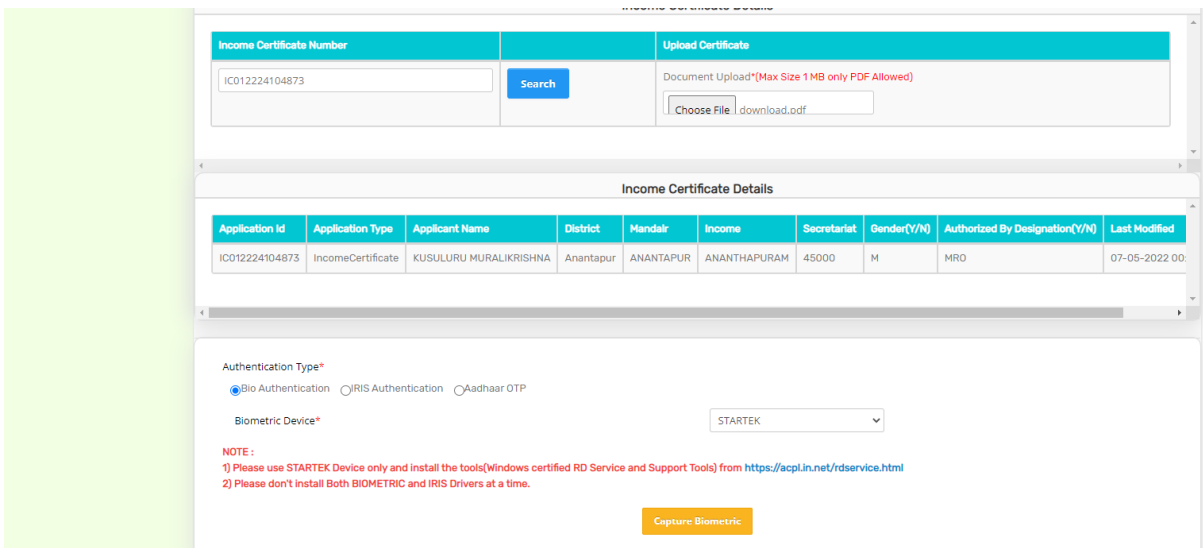 Income Certificate Details
Income Certificate Number Upload Certificate
IC012224104873 Search Document Upload*(Max Size 1 MB only PDF Allowed)
Choose File download.pdf
Income Certificate Details
Application Id Application Type Applicant Name District Mandalr Income Secretariat Gender(Y/N) Authorized By Designation(Y/N) Last Modified
IC012224104873 IncomeCertificate KUSULURU MURALIKRISHNA Anantapur ANANTAPUR ANANTHAPURAM 45000 M MRO 07-05-2022 00:
Authentication Type*
Bio Authentication IRIS Authentication Aadhaar OTP
Biometric Device* STARTEK
NOTE :
1) Please use STARTEK Device only and install the tools(Windows certified RD Service and Support Tools) from https://acpl.in.net/rdservice.html
2) Please don't install Both BIOMETRIC and IRIS Drivers at a time.
Capture Biometric